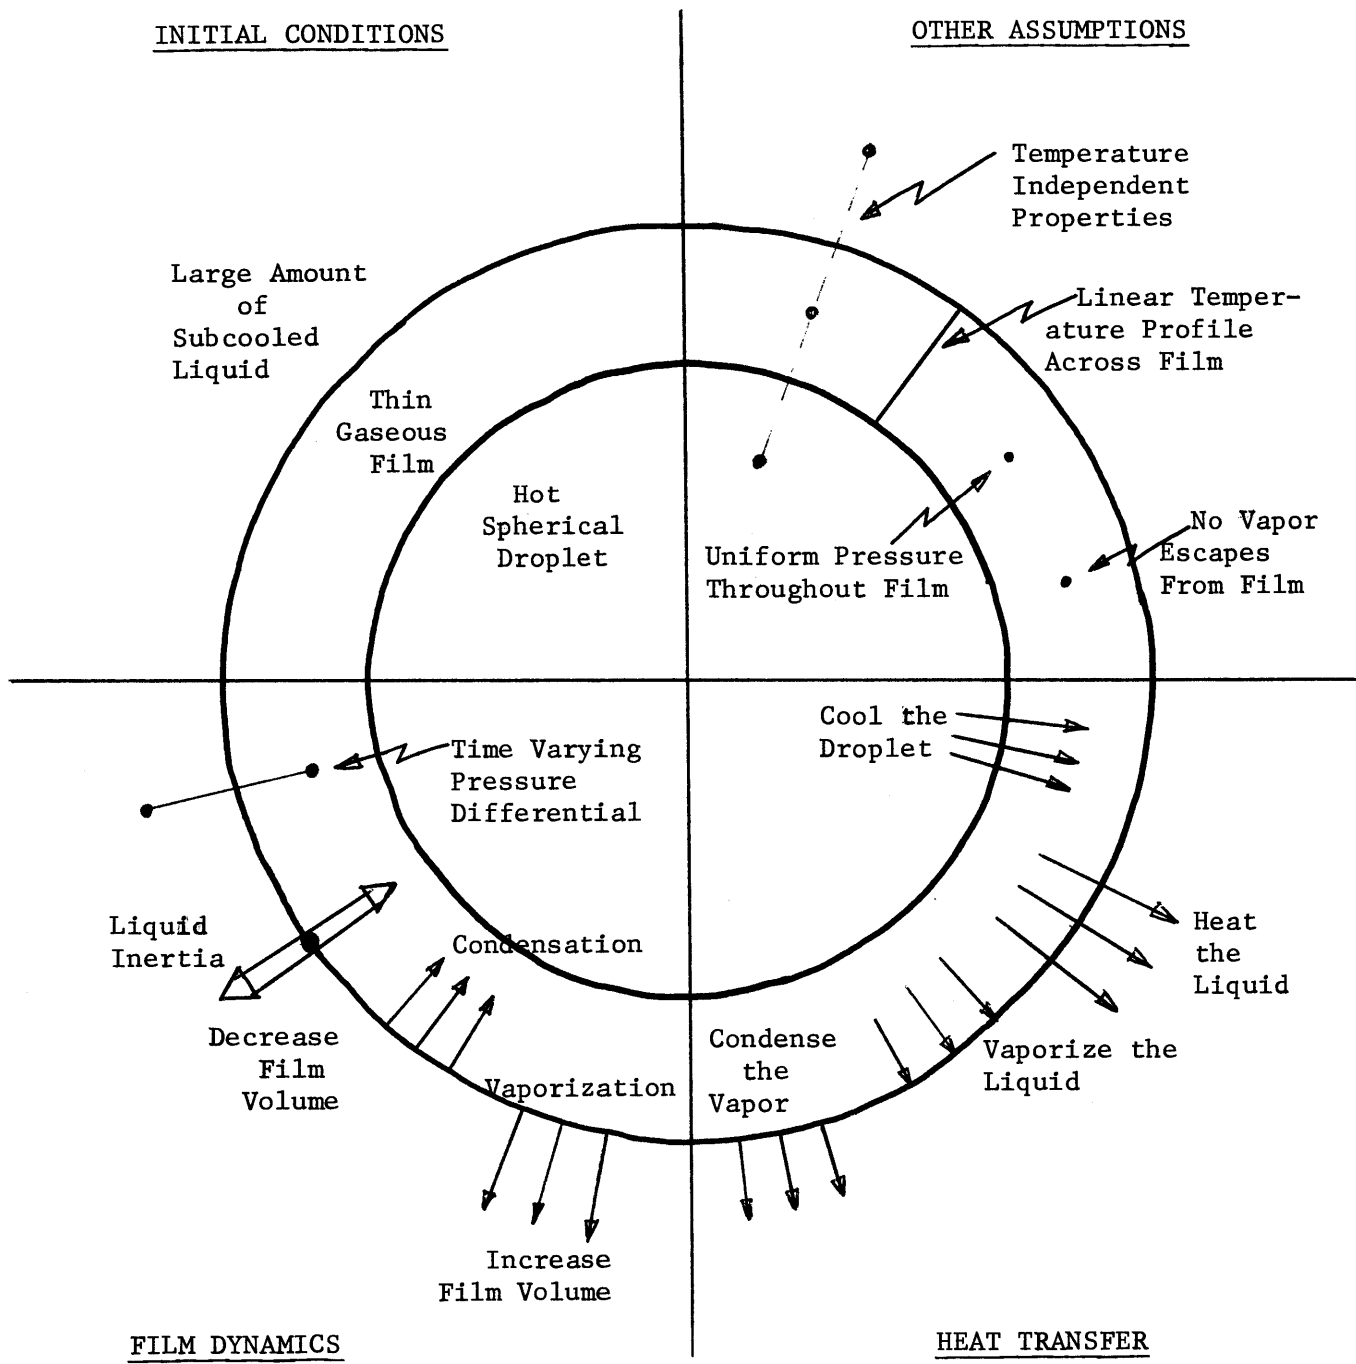 INITIAL CONDITIONS
Large Amount
of
Subcooled
Liquid
Thin
Gaseous
Film
Hot
Spherical
Droplet
OTHER ASSUMPTIONS
Temperature
Independent
Properties
Linear Temper-
ature Profile
Across Film
Uniform Pressure
Throughout Film
No Vapor
Escapes
From Film
Time Varying
Pressure
Differential
Liquid
Inertia
Condensation
Decrease
Film
Volume
Vaporization
Increase
Film Volume
FILM DYNAMICS
Cool the
Droplet
Heat
the
Liquid
Vaporize the
Liquid
Condense
the
Vapor
HEAT TRANSFER